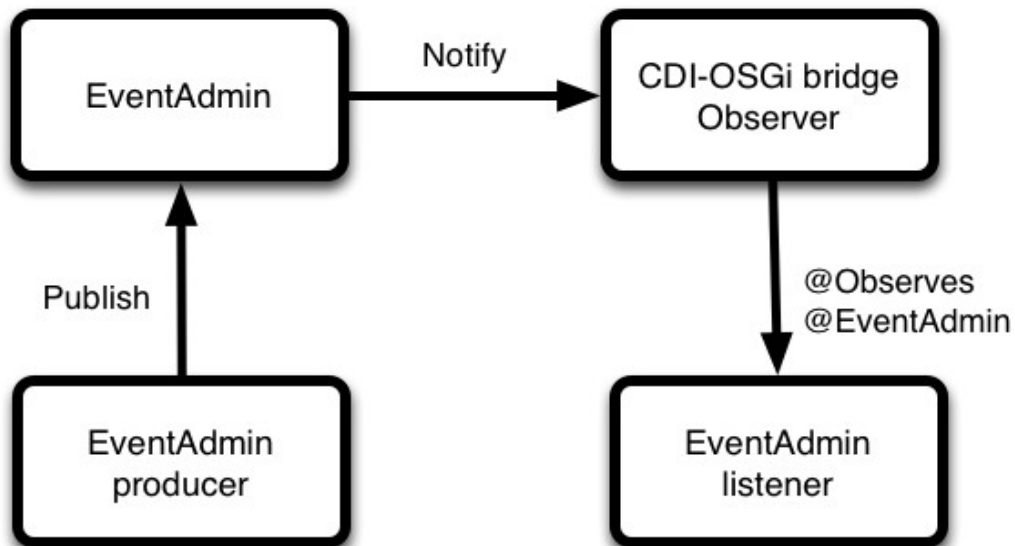 EventAdmin
Notify
CDI-OSGi bridge
Observer
Publish
@Observes
@EventAdmin
EventAdmin
producer
EventAdmin
listener